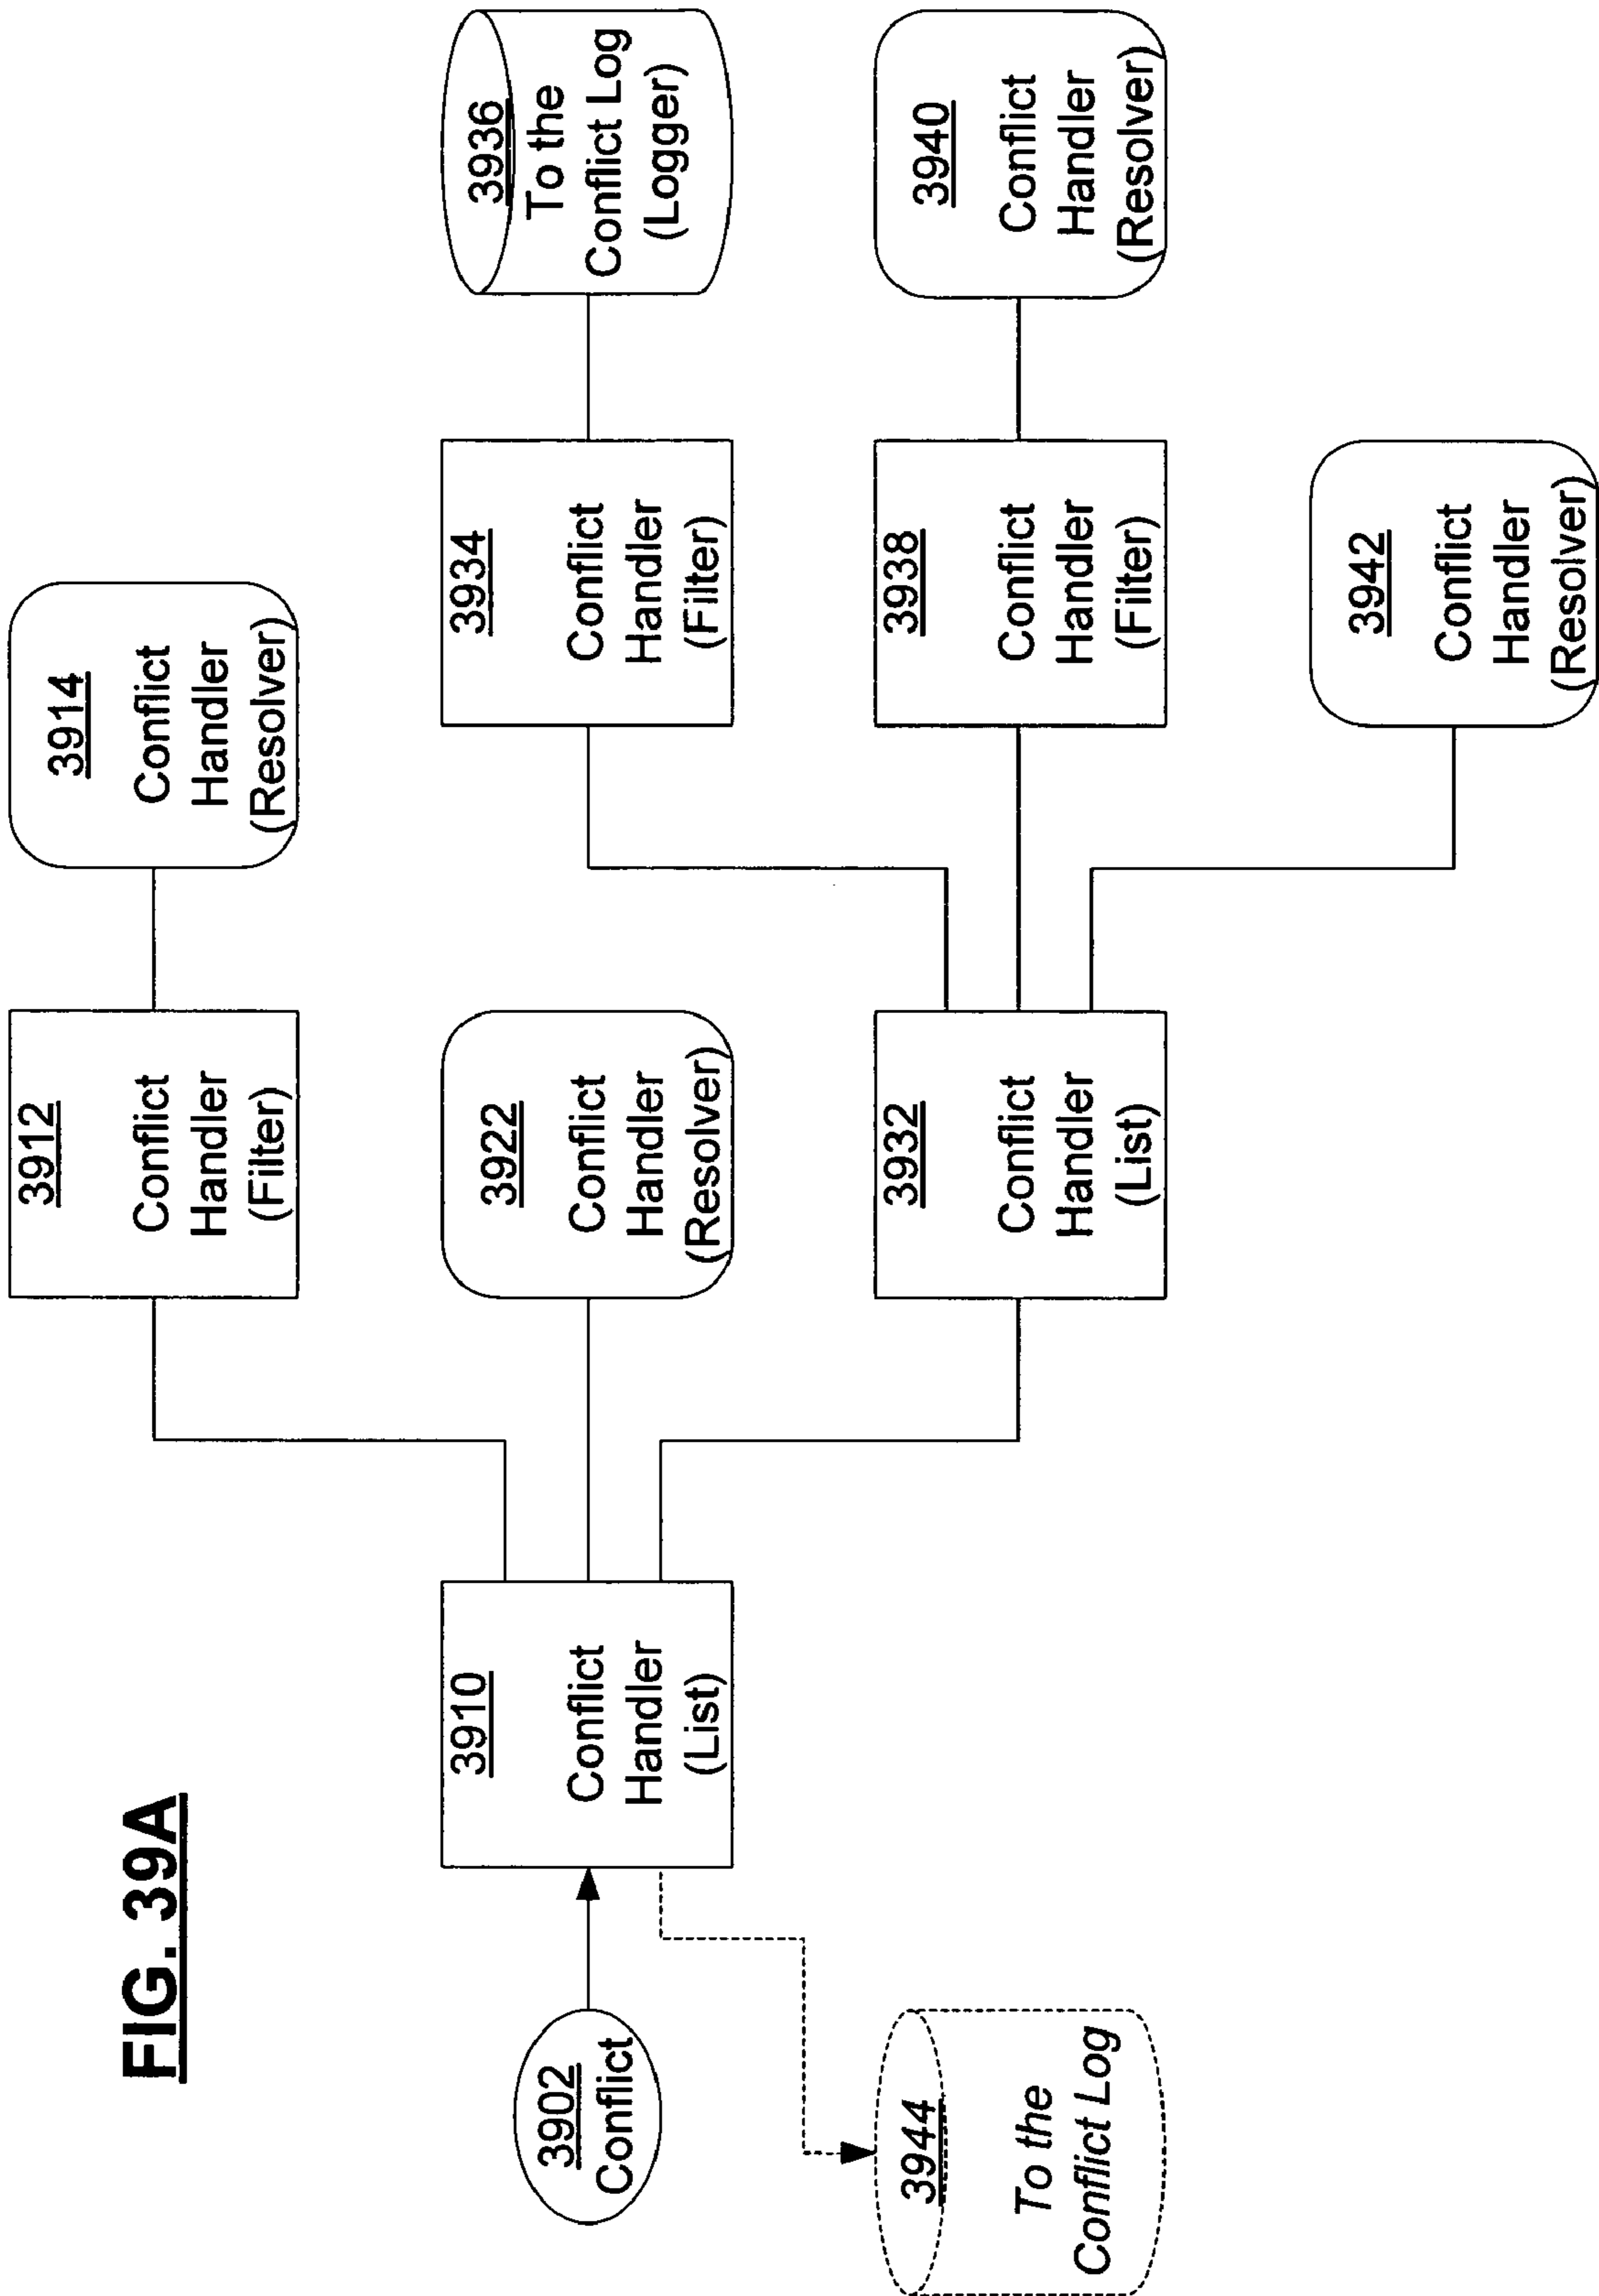 FIG. 39A
3902
Conflict
3910
Conflict
Handler
(List)
3944
To the
Conflict Log
3912
Conflict
Handler
(Filter)
3914
Conflict
Handler
(Resolver)
3922
Conflict
Handler
(Resolver)
3932
Conflict
Handler
(List)
3934
Conflict
Handler
(Filter)
3936
To the
Conflict Log
(Logger)
3938
Conflict
Handler
(Filter)
3940
Conflict
Handler
(Resolver)
3942
Conflict
Handler
(Resolver)